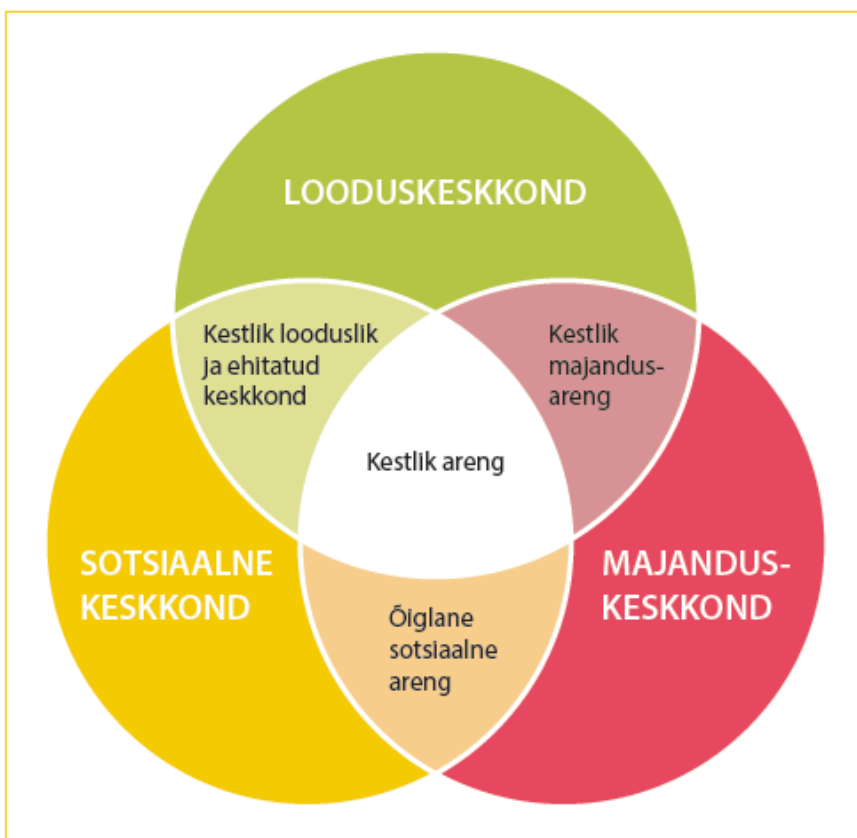 LOODUSKESKKOND
Kestlik looduslik
ja ehitatud
keskkond
Kestlik
majandus-
areng
Kestlik areng
SOTSIAALNE
KESKKOND
MAJANDUS-
KESKKOND
Õiglane
sotsiaalne
areng